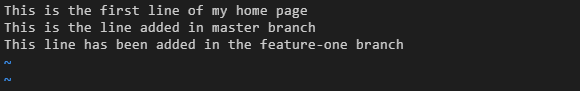 This is the first line of my home page
This is the line added in master branch
This line has been added in the feature-one branch
~
~